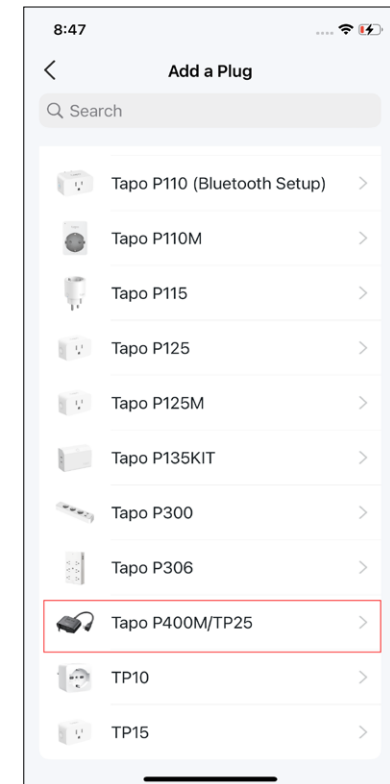 8:47
Add a Plug
Search
Tapo P110 (Bluetooth Setup)
Tapo P110M
Tapo P115
Tapo P125
Tapo P125M
Tapo P135KIT
Tapo P300
Tapo P306
Tapo P400M/TP25
TP10
TP15